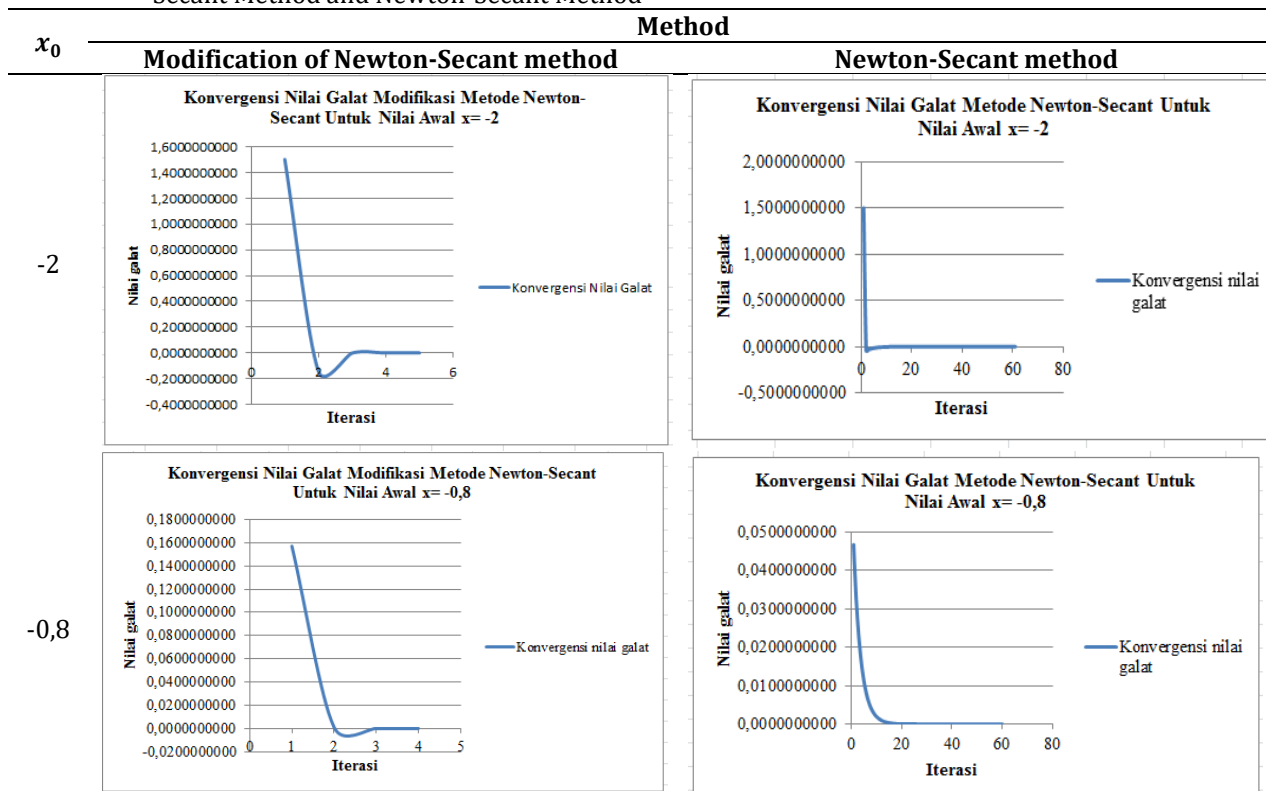 Secant Method and Newton-Secant Method
x₀
Method
Modification of Newton-Secant method
Newton-Secant method
-2
Konvergensi Nilai Galat Modifikasi Metode Newton-
Secant Untuk Nilai Awal x= -2
1,6000000000
1,4000000000
1,2000000000
1,0000000000
0,8000000000
0,6000000000
0,4000000000
0,2000000000
0,0000000000
-0,2000000000
-0,4000000000
0 2 4 6
Nilai galat
Iterasi
Konvergensi Nilai Galat
Konvergensi Nilai Galat Metode Newton-Secant Untuk
Nilai Awal x= -2
2,0000000000
1,5000000000
1,0000000000
0,5000000000
0,0000000000
-0,5000000000
0 20 40 60 80
Nilai galat
Iterasi
Konvergensi nilai
galat
-0,8
Konvergensi Nilai Galat Modifikasi Metode Newton-Secant
Untuk Nilai Awal x= -0,8
0,1800000000
0,1600000000
0,1400000000
0,1200000000
0,1000000000
0,0800000000
0,0600000000
0,0400000000
0,0200000000
0,0000000000
-0,0200000000
0 1 2 3 4 5
Nilai galat
Iterasi
Konvergensi nilai galat
Konvergensi Nilai Galat Metode Newton-Secant Untuk
Nilai Awal x= -0,8
0,0500000000
0,0400000000
0,0300000000
0,0200000000
0,0100000000
0,0000000000
0 20 40 60 80
Nilai galat
Iterasi
Konvergensi nilai
galat